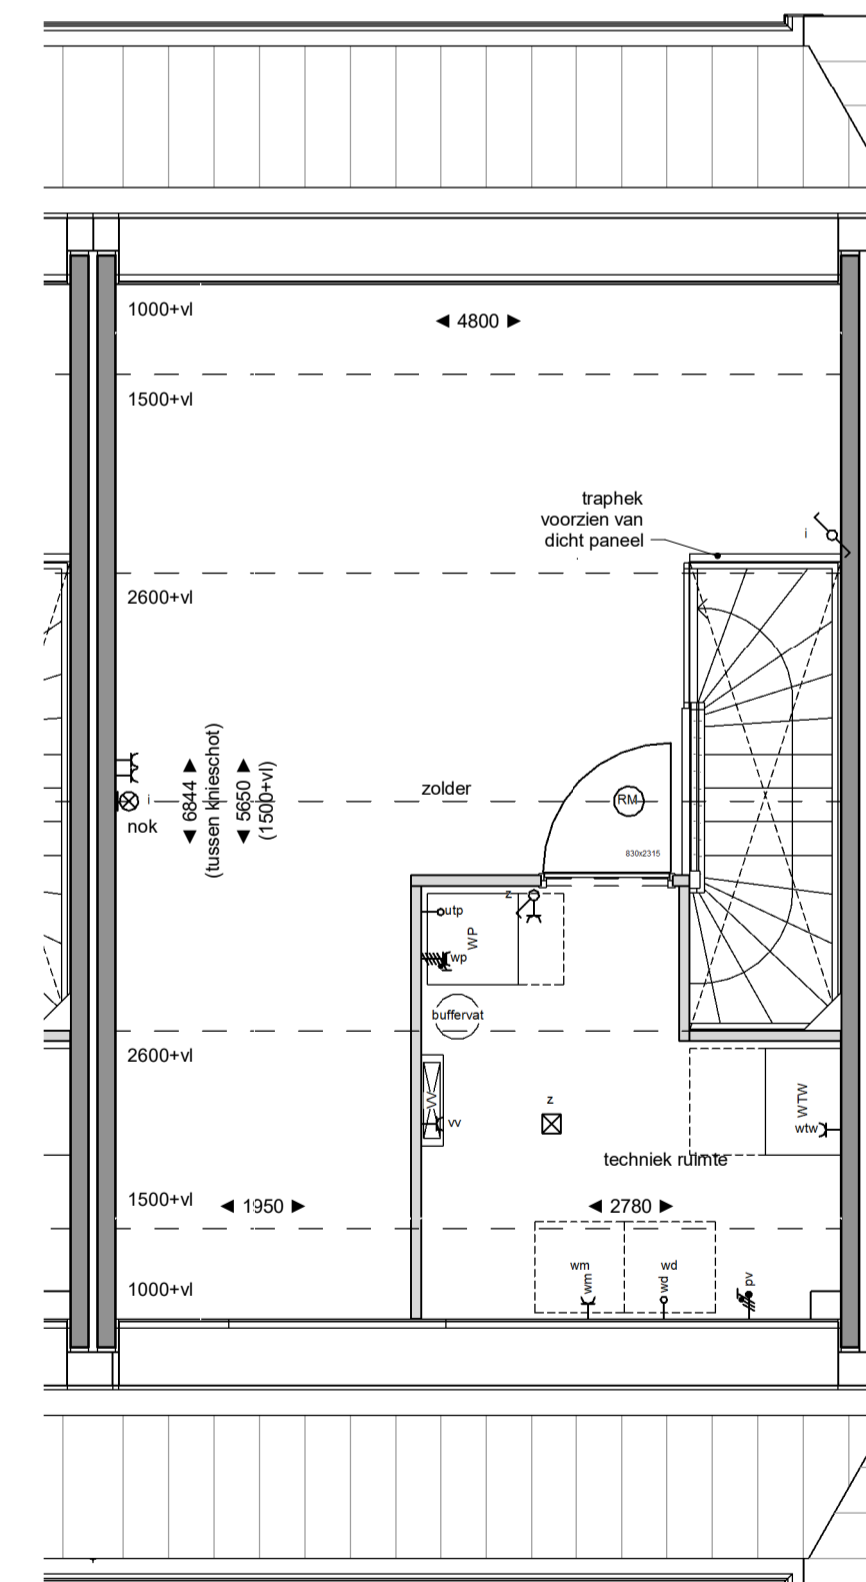 1000+vl
◄ 4800 ►
1500+vl
traphek
voorzien van
dicht paneel
i
2600+vl
◄ 6844 ►
(tussen knieschot)
◄ 5650 ►
(1500+vl)
zolder
i
nok
RM
830x2315
z
utp
WP
wp
buffervat
2600+vl
VV
vv
z
WTW
wtw
techniek ruimte
1500+vl
◄ 1950 ►
◄ 2780 ►
wm
wd
1000+vl
wm
wd
pv